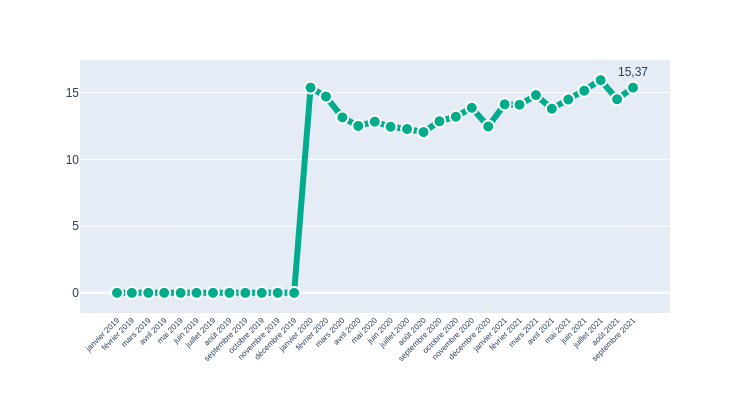 15,37
15
10
5
0
janvier 2019
février 2019
mars 2019
avril 2019
mai 2019
juin 2019
juillet 2019
août 2019
septembre 2019
octobre 2019
novembre 2019
décembre 2019
janvier 2020
février 2020
mars 2020
avril 2020
mai 2020
juin 2020
juillet 2020
août 2020
septembre 2020
octobre 2020
novembre 2020
décembre 2020
janvier 2021
février 2021
mars 2021
avril 2021
mai 2021
juin 2021
juillet 2021
août 2021
septembre 2021